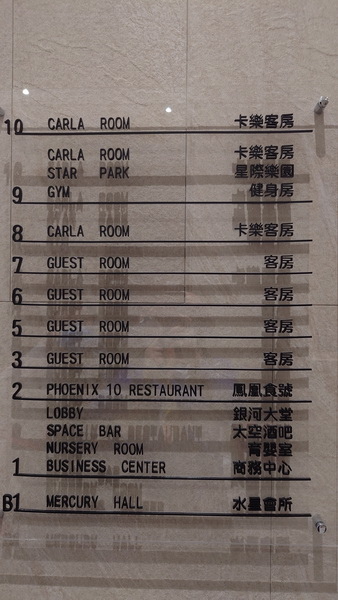 10 CARLA ROOM 卡樂客房
CARLA ROOM 卡樂客房
STAR PARK 星際樂園
9 GYM 健身房
8 CARLA ROOM 卡樂客房
7 GUEST ROOM 客房
6 GUEST ROOM 客房
5 GUEST ROOM 客房
3 GUEST ROOM 客房
2 PHOENIX 10 RESTAURANT 鳳凰食號
LOBBY 銀河大堂
SPACE BAR 太空酒吧
NURSERY ROOM 育嬰室
1 BUSINESS CENTER 商務中心
B1 MERCURY HALL 水星會所